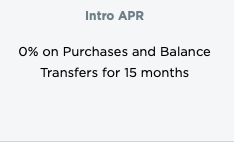 Intro APR
0% on Purchases and Balance
Transfers for 15 months